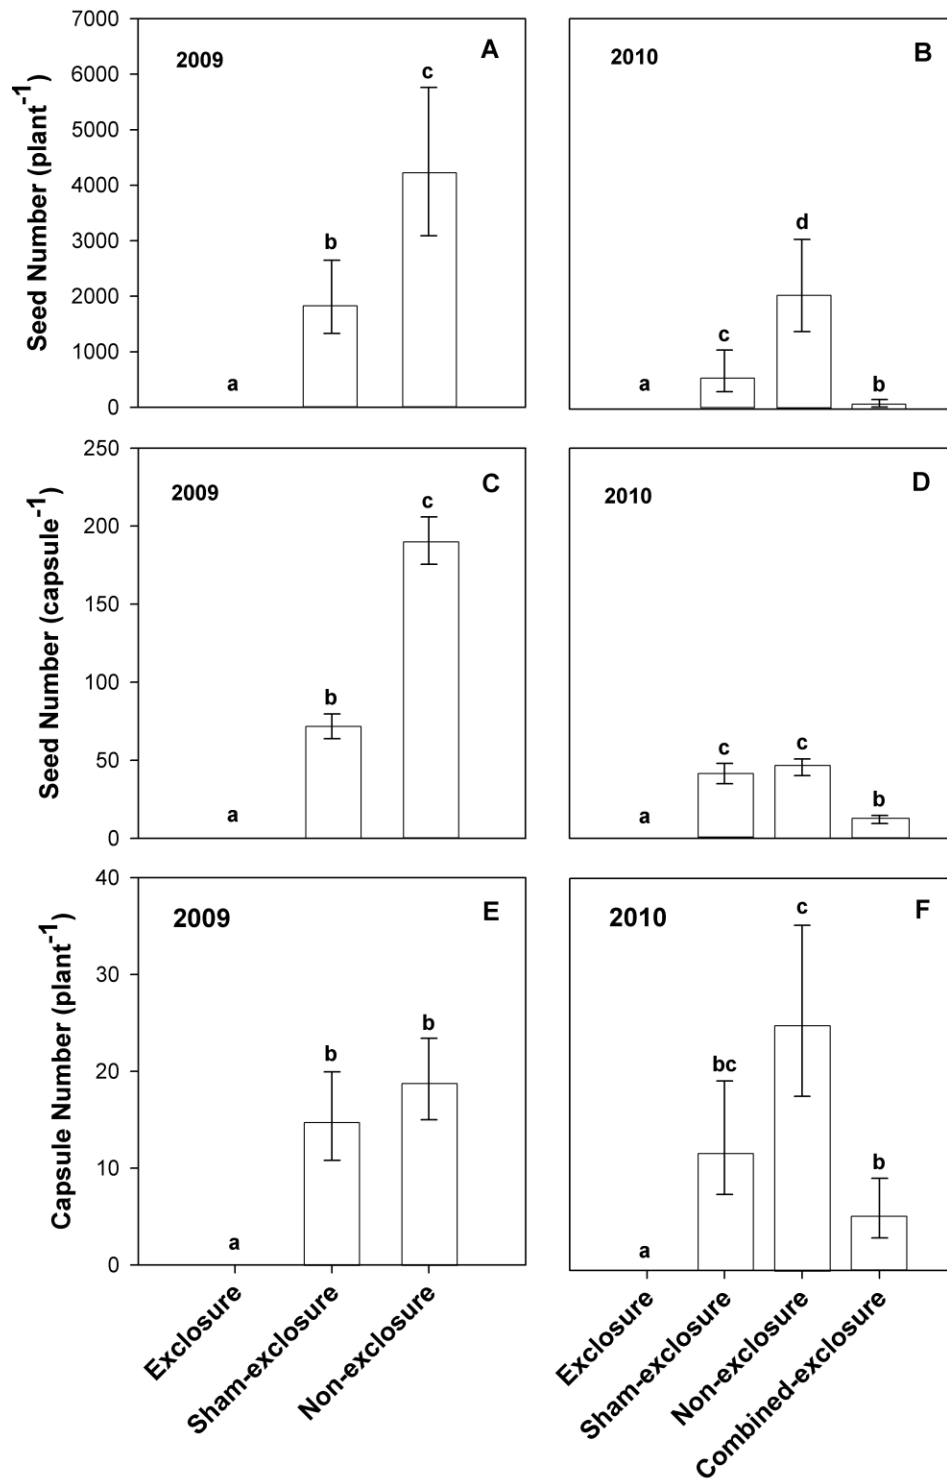 Seed Number (plant-1)
7000
6000
5000
4000
3000
2000
1000
0
2009
A
a
b
c
2010
B
a
c
d
b
Seed Number (capsule-1)
250
200
150
100
50
0
2009
C
a
b
c
2010
D
a
c
c
b
Capsule Number (plant-1)
40
30
20
10
0
2009
E
a
b
b
2010
F
a
bc
c
b
Exclosure
Sham-exclosure
Non-exclosure
Exclosure
Sham-exclosure
Non-exclosure
Combined-exclosure